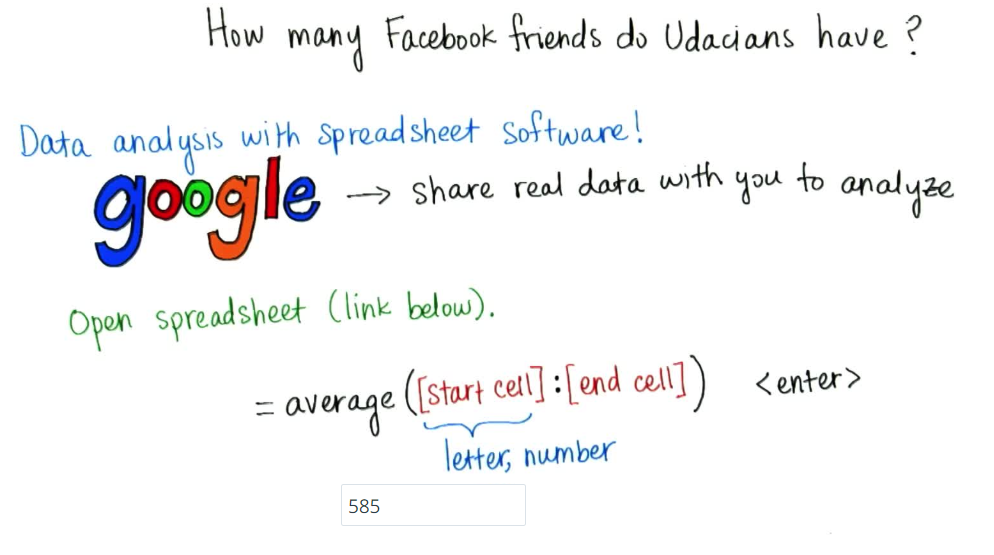 How many Facebook friends do Udacians have?
Data analysis with spreadsheet software!
google → share real data with you to analyze
Open spreadsheet (link below).
= average ([start cell]:[end cell]) <enter>
letter, number
585